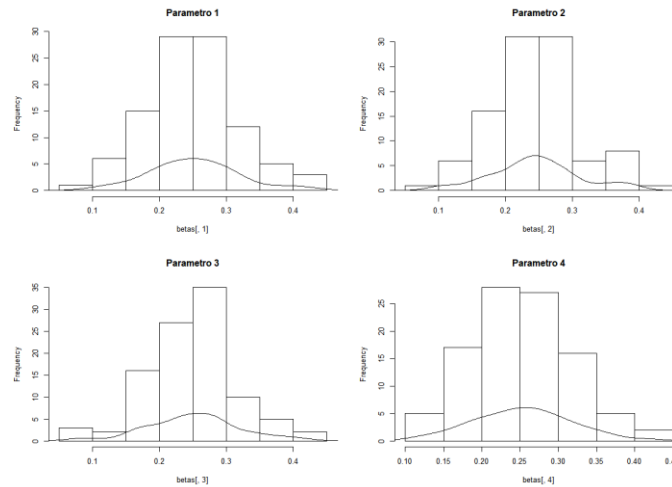 Parametro 1
Frequency
0 5 10 15 20 25 30
0.1 0.2 0.3 0.4
betas[, 1]
Parametro 2
Frequency
0 5 10 15 20 25 30
0.1 0.2 0.3 0.4
betas[, 2]
Parametro 3
Frequency
0 5 10 15 20 25 30 35
0.1 0.2 0.3 0.4
betas[, 3]
Parametro 4
Frequency
0 5 10 15 20 25
0.10 0.15 0.20 0.25 0.30 0.35 0.40
betas[, 4]